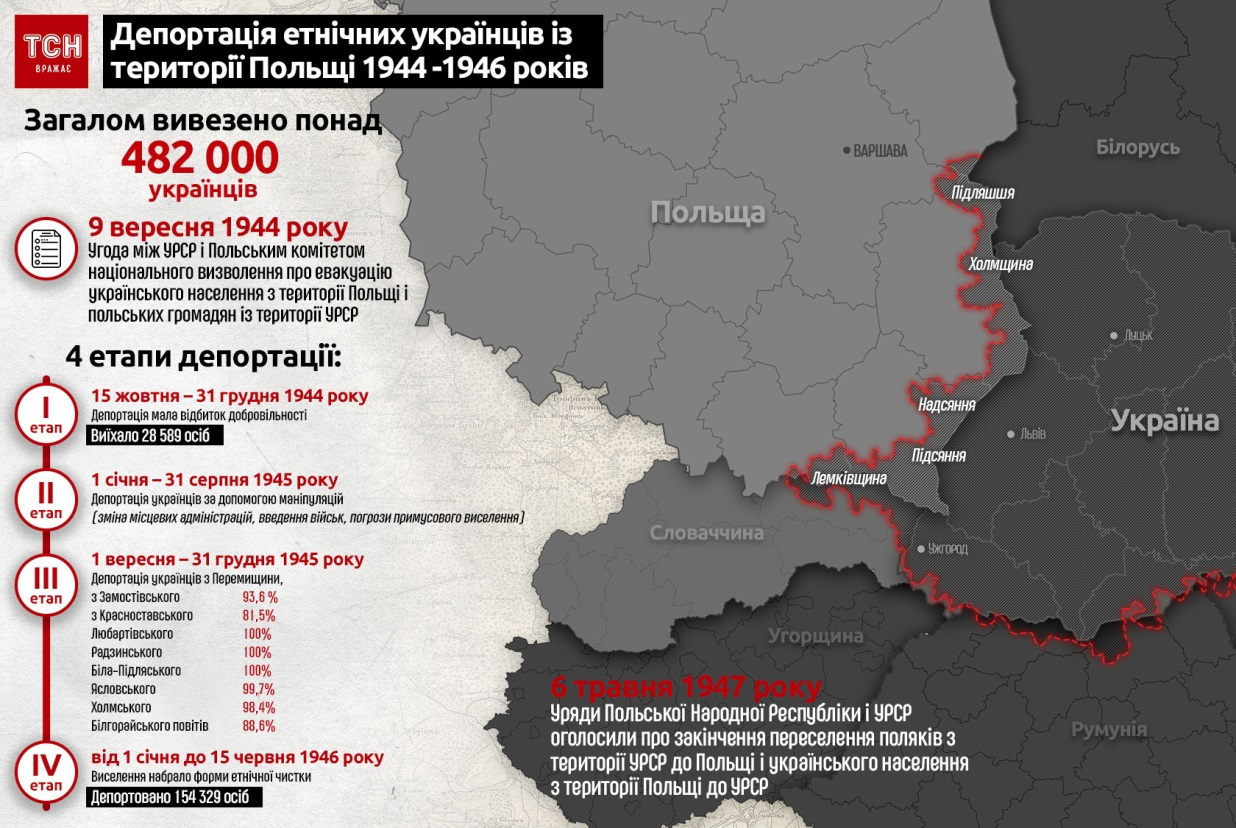 ТСН
ВРАЖАЄ
Депортація етнічних українців із
території Польщі 1944 -1946 років
Загалом вивезено понад
482 000
українців
9 вересня 1944 року
Угода між УРСР і Польським комітетом
національного визволення про евакуацію
українського населення з території Польщі і
польських громадян із території УРСР
4 етапи депортації:
I
етап
15 жовтня – 31 грудня 1944 року
Депортація мала відбиток добровільності
Виїхало 28 589 осіб
II
етап
1 січня – 31 серпня 1945 року
Депортація українців за допомогою маніпуляцій
(зміна місцевих адміністрацій, введення військ, погрози примусового виселення)
III
етап
1 вересня – 31 грудня 1945 року
Депортація українців з Перемищини,
з Замостівського 93,6 %
з Красноставського 81,5%
Любартівського 100%
Радзинського 100%
Біла-Підляського 100%
Ясловського 99,7%
Холмського 98,4%
Білгорайського повітів 88,6%
IV
етап
від 1 січня до 15 червня 1946 року
Виселення набрало форми етнічної чистки
Депортовано 154 329 осіб
Білорусь
ВАРШАВА
Підляшшя
Польща
Холмщина
Луцьк
Надсяння
Україна
Львів
Підсяння
Лемківщина
Словаччина
Ужгород
Угорщина
Румунія
6 травня 1947 року
Уряди Польської Народної Республіки і УРСР
оголосили про закінчення переселення поляків з
території УРСР до Польщі і українського населення
з території Польщі до УРСР